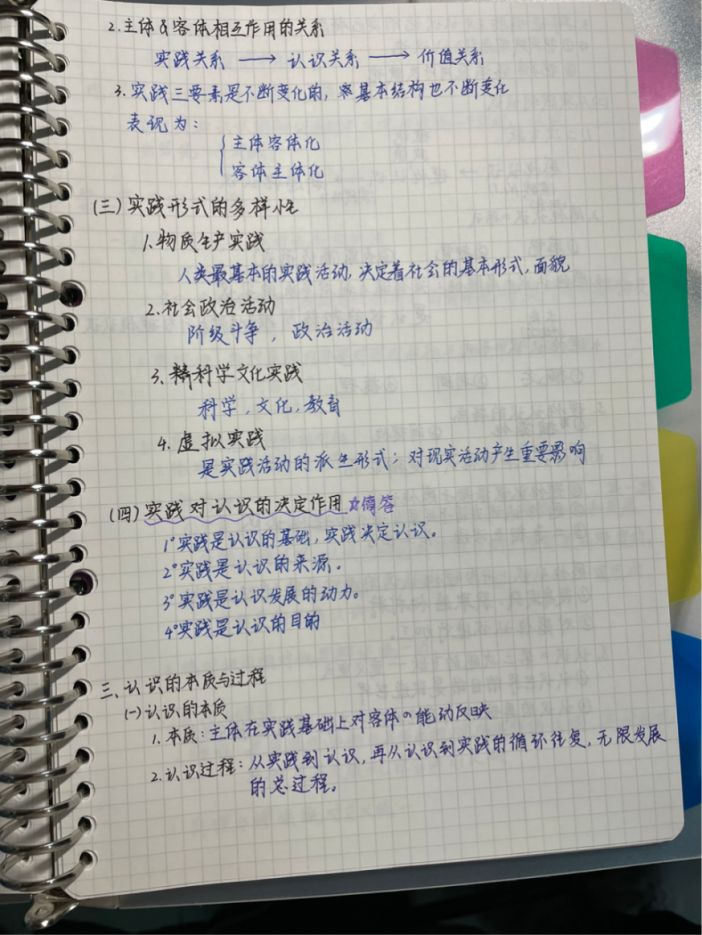 2.主体&客体相互作用的关系
实践关系 → 认识关系 → 价值关系
3.实践三要素是不断变化的，基本结构也不断变化
表现为：
主体客体化
客体主体化
(三)实践形式的多样性
1.物质生产实践
人类最基本的实践活动，决定着社会的基本形式，面貌
2.社会政治活动
阶级斗争，政治活动
3.科学文化实践
科学，文化，教育
4.虚拟实践
是实践活动的派生形式；对现实活动产生重要影响
(四)实践对认识的决定作用 ☆简答
1°实践是认识的基础，实践决定认识。
2°实践是认识的来源。
3°实践是认识发展的动力。
4°实践是认识的目的
三.认识的本质与过程
(一)认识的本质
1.本质：主体在实践基础上对客体の能动反映
2.认识过程：从实践到认识，再从认识到实践的循环往复，无限发展
的总过程。